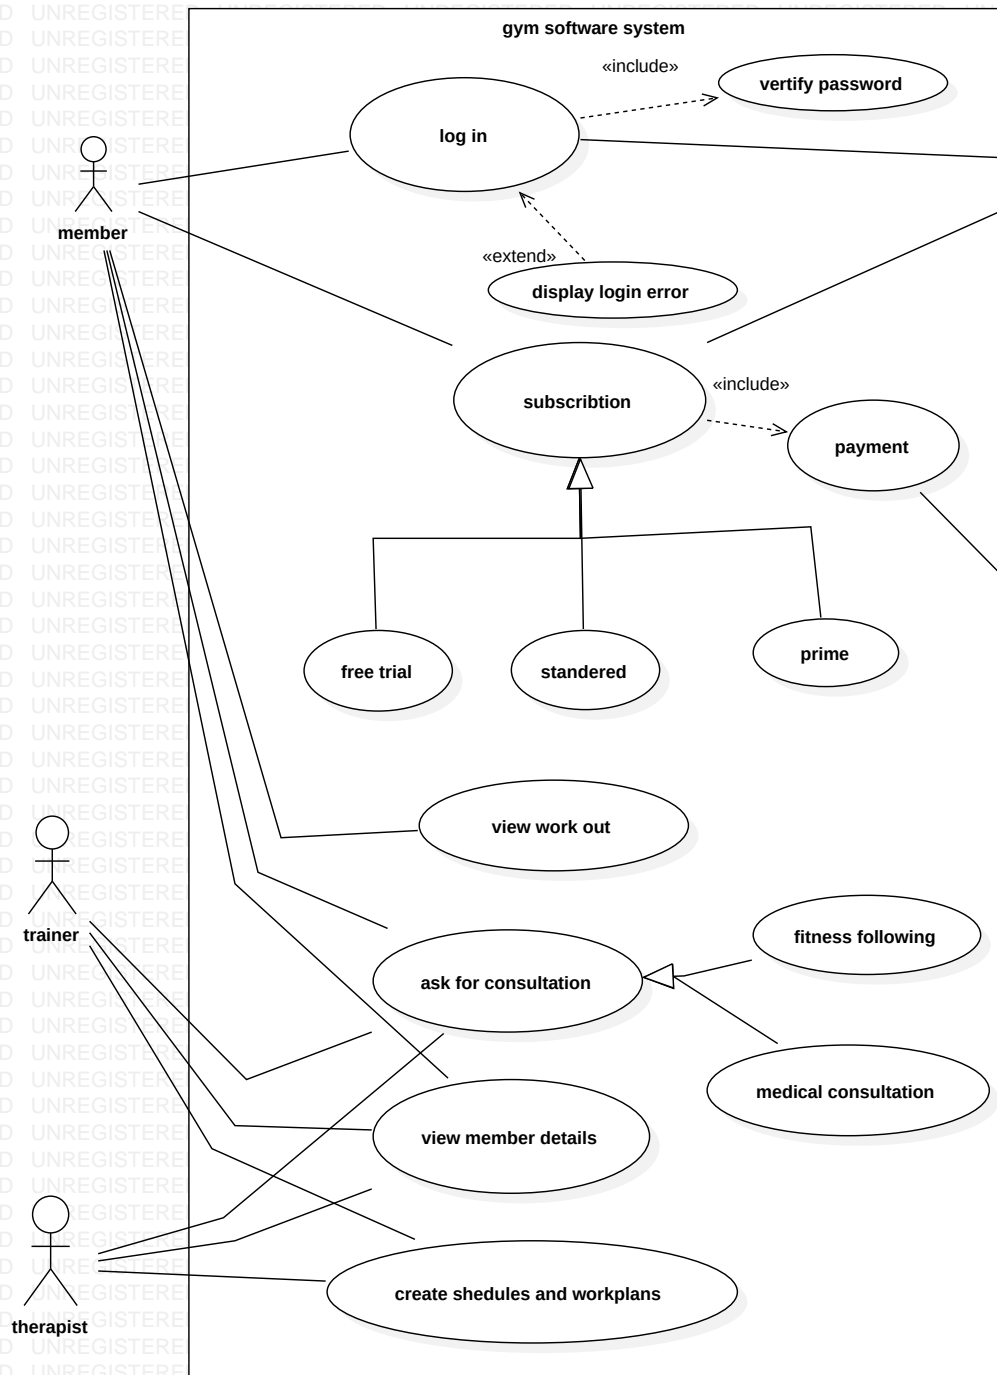 gym software system
«include»
vertify password
log in
member
«extend»
display login error
subscribtion
«include»
payment
free trial
standered
prime
view work out
trainer
fitness following
ask for consultation
medical consultation
view member details
create shedules and workplans
therapist
UNREGISTERED